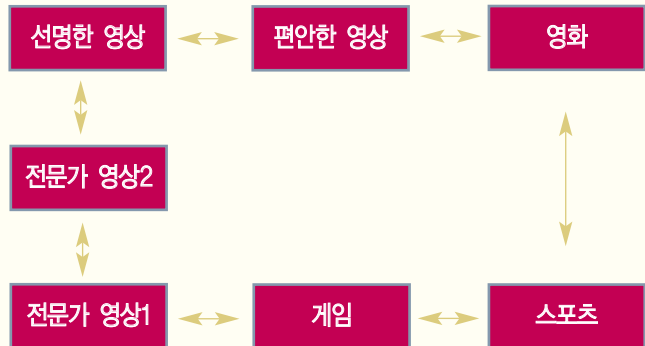 선명한 영상
편안한 영상
영화
전문가 영상2
전문가 영상1
게임
스포츠